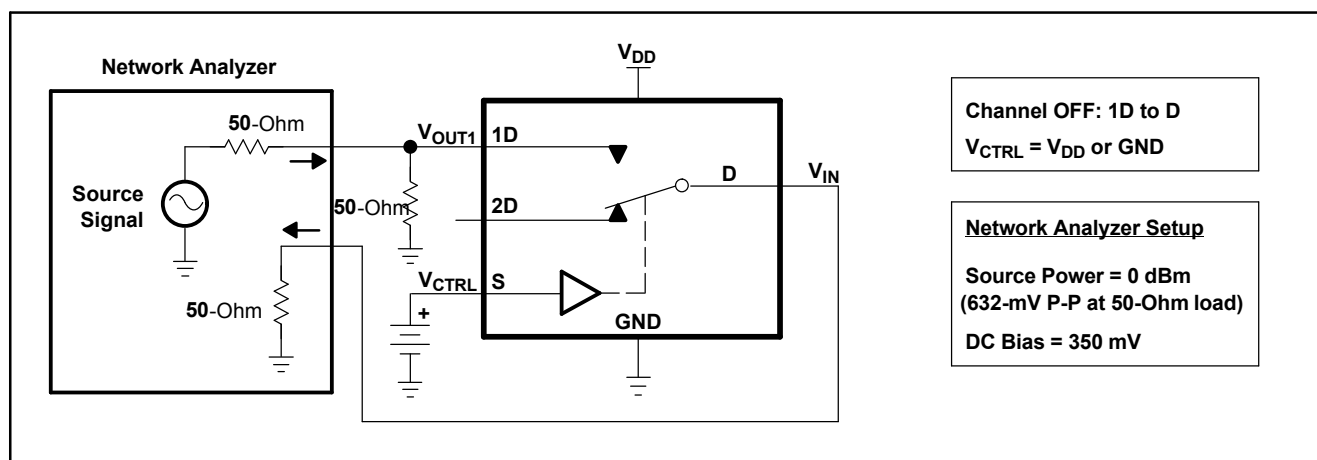 V_DD
Network Analyzer
50-Ohm
V_OUT1
1D
Source
Signal
50-Ohm
2D
D
V_IN
V_CTRL
S
50-Ohm
+
GND
Channel OFF: 1D to D
V_CTRL = V_DD or GND
Network Analyzer Setup
Source Power = 0 dBm
(632-mV P-P at 50-Ohm load)
DC Bias = 350 mV